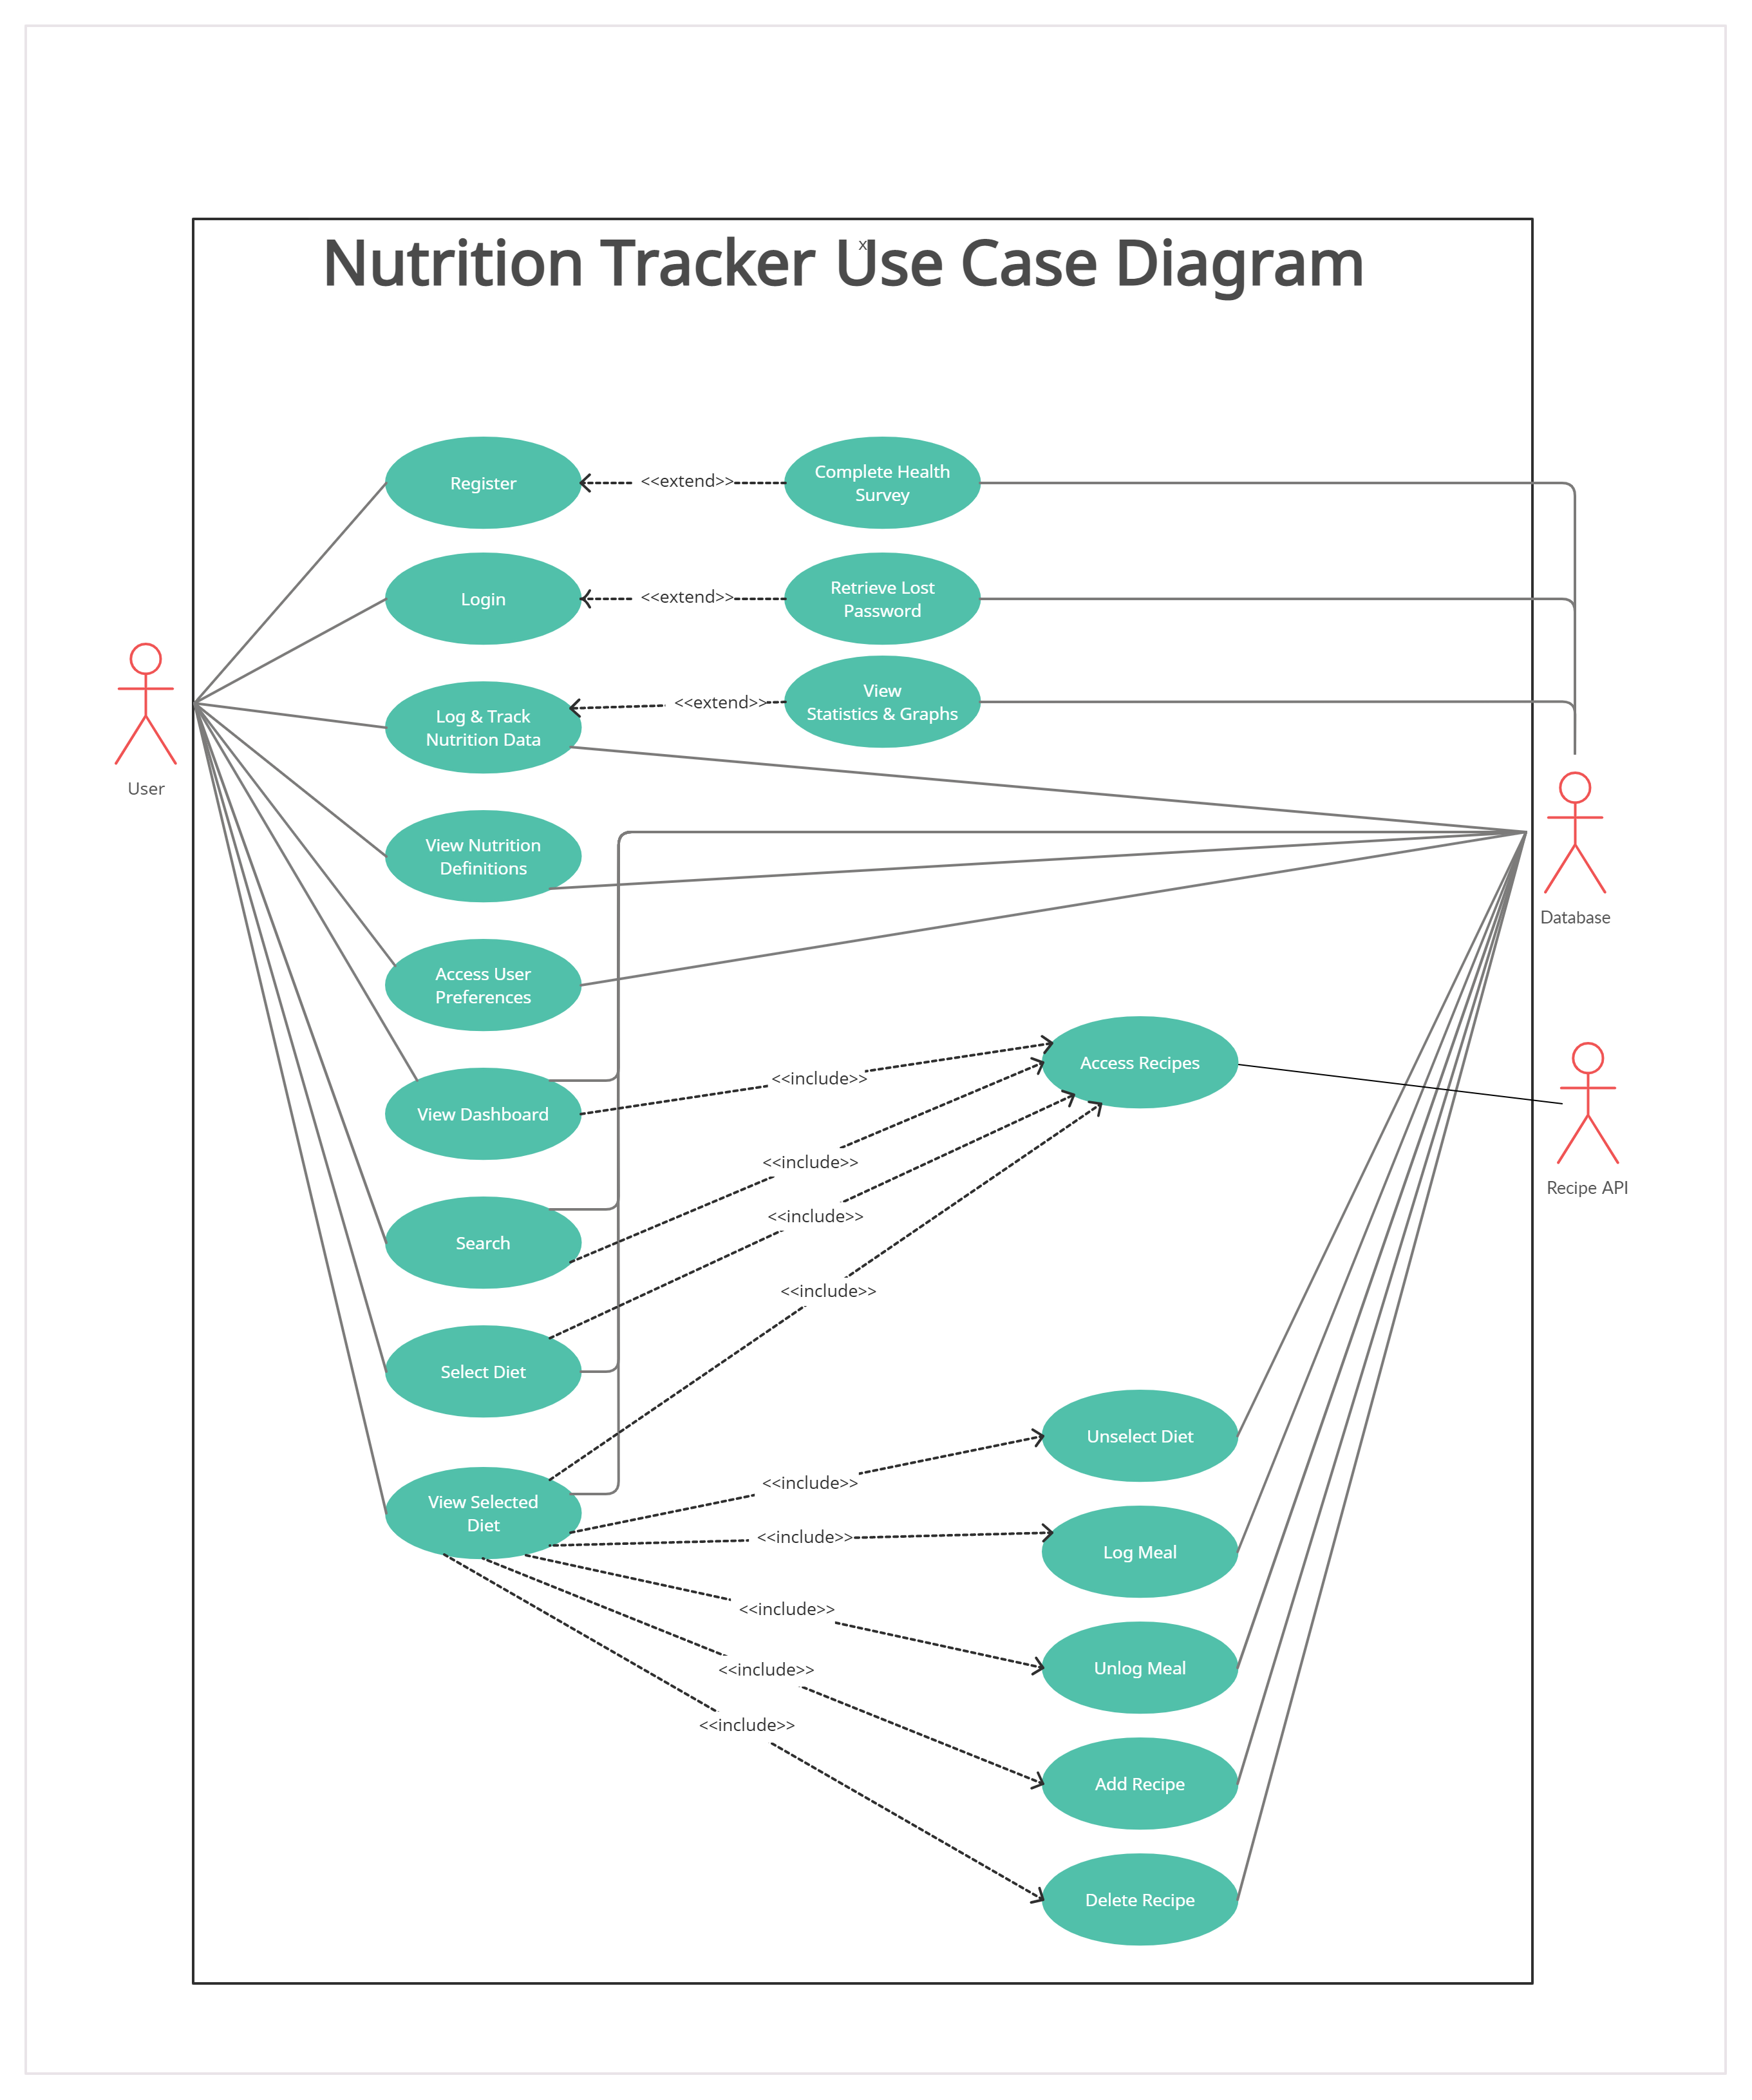 Nutrition Tracker Use Case Diagram
x
Register
<<extend>>
Complete Health
Survey
Login
<<extend>>
Retrieve Lost
Password
Log & Track
Nutrition Data
<<extend>>
View
Statistics & Graphs
User
View Nutrition
Definitions
Database
Access User
Preferences
View Dashboard
<<include>>
Access Recipes
Recipe API
<<include>>
Search
<<include>>
<<include>>
Select Diet
Unselect Diet
<<include>>
View Selected
Diet
<<include>>
Log Meal
<<include>>
Unlog Meal
<<include>>
<<include>>
Add Recipe
Delete Recipe